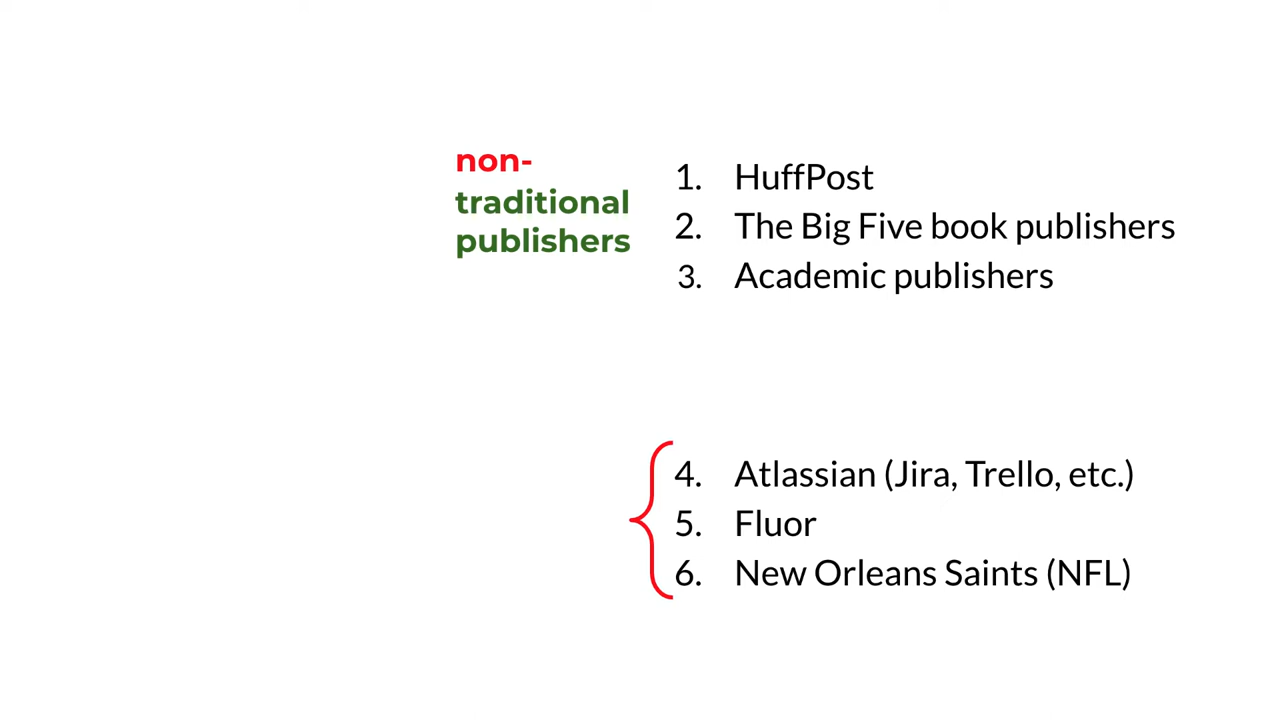 non-
traditional
publishers
1. HuffPost
2. The Big Five book publishers
3. Academic publishers
4. Atlassian (Jira, Trello, etc.)
5. Fluor
6. New Orleans Saints (NFL)